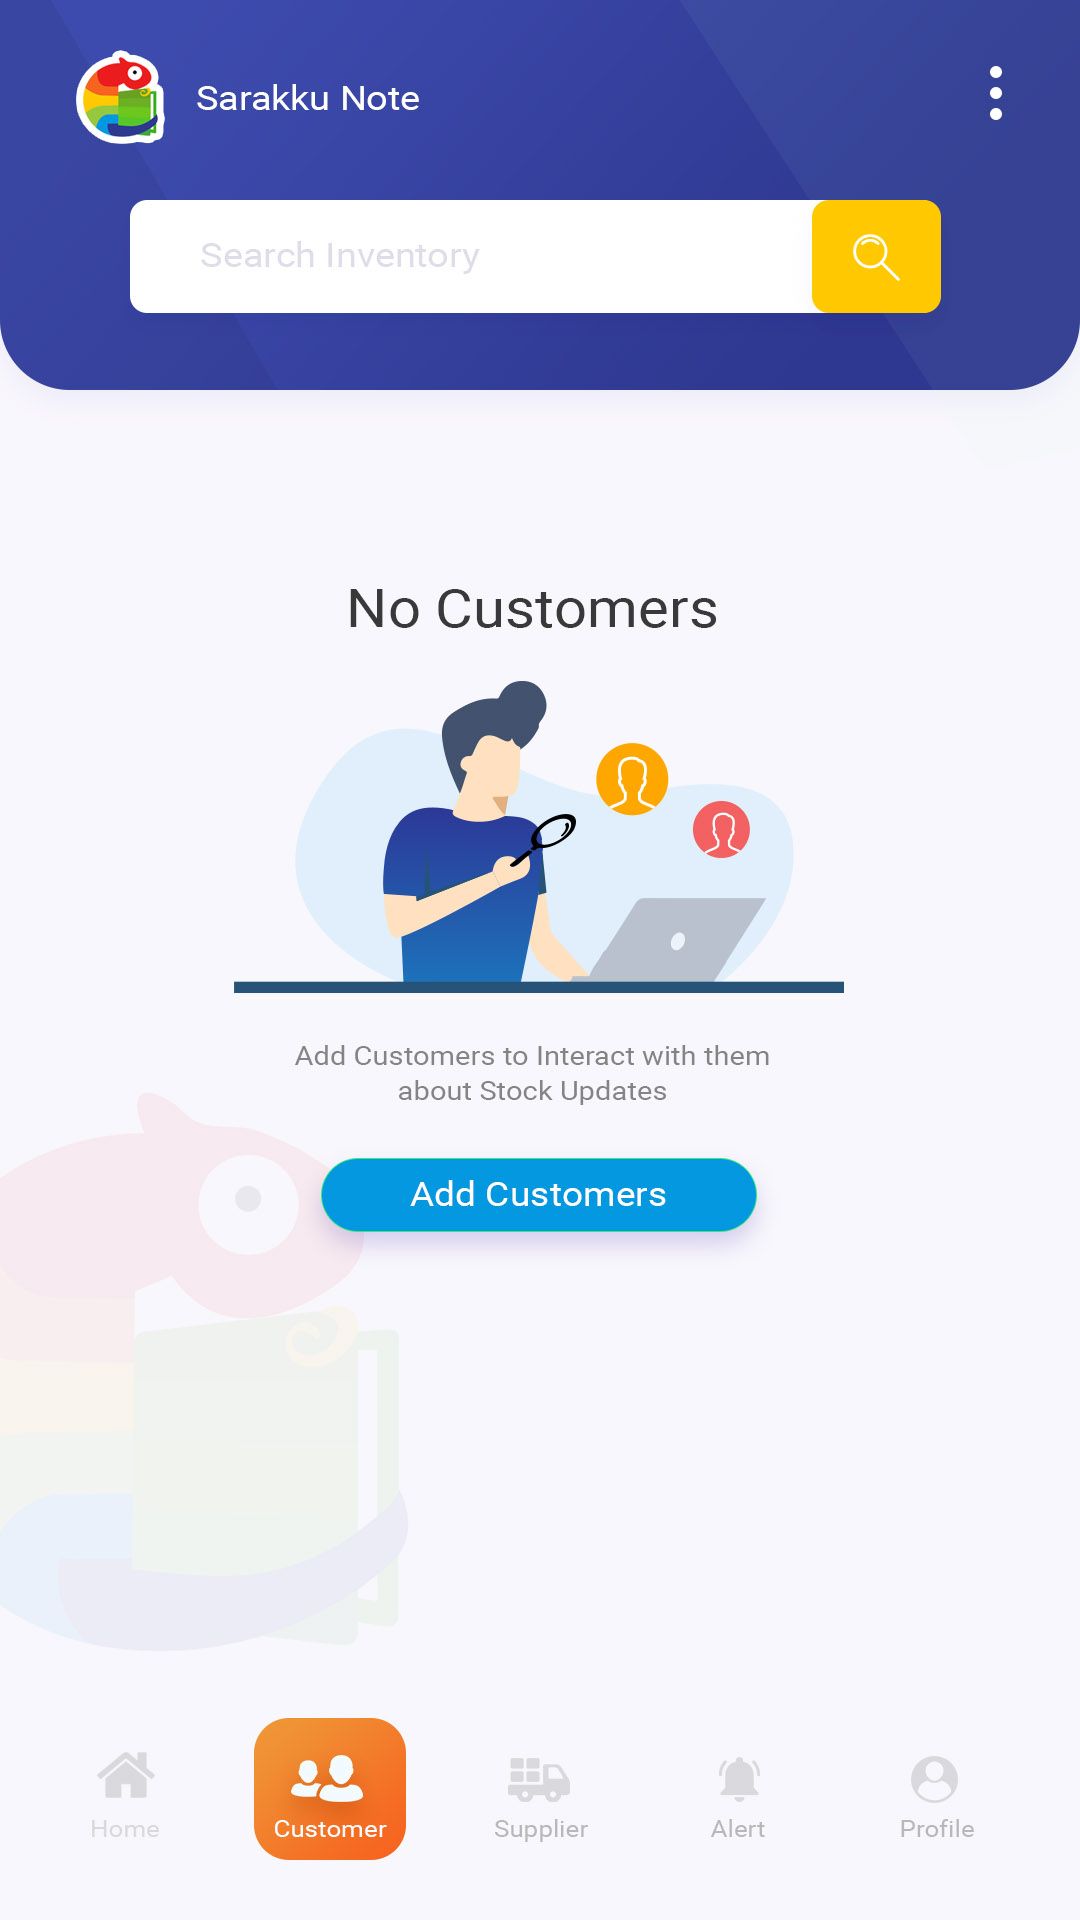 Sarakku Note
Search Inventory
No Customers
Add Customers to Interact with them
about Stock Updates
Add Customers
Home
Customer
Supplier
Alert
Profile